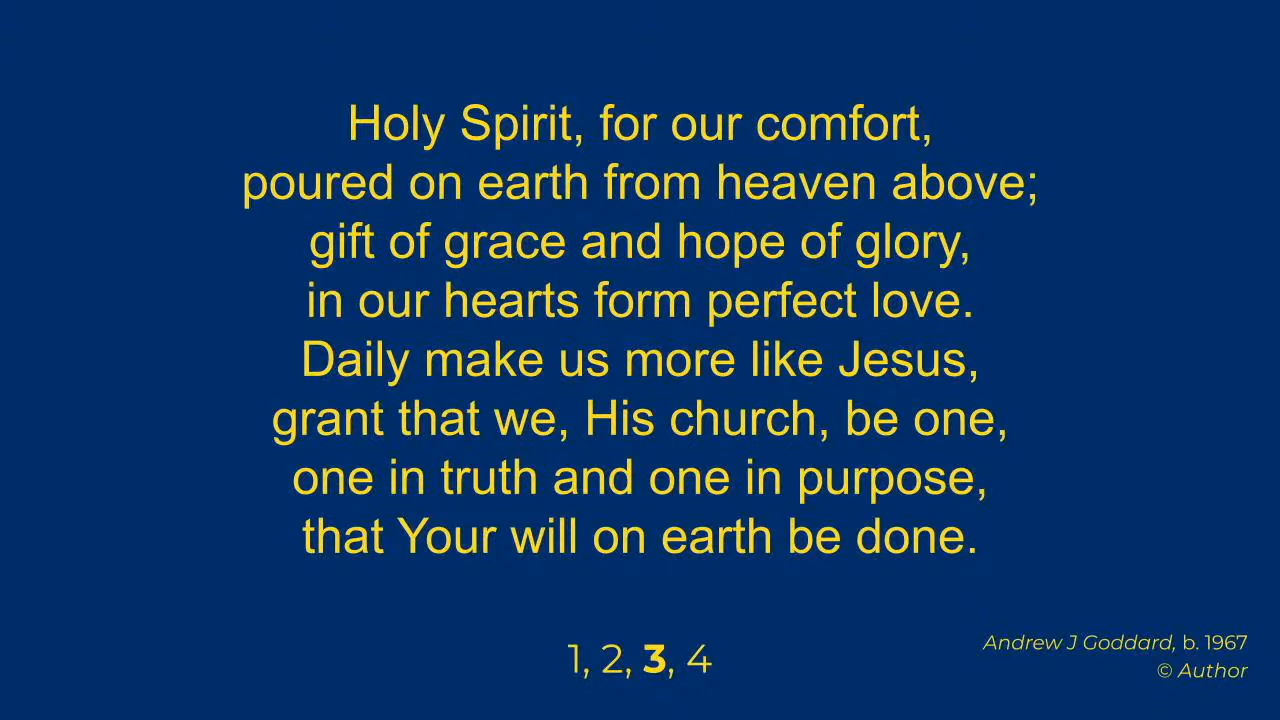 Holy Spirit, for our comfort,
poured on earth from heaven above;
gift of grace and hope of glory,
in our hearts form perfect love.
Daily make us more like Jesus,
grant that we, His church, be one,
one in truth and one in purpose,
that Your will on earth be done.
1, 2, 3, 4
Andrew J Goddard, b. 1967
© Author